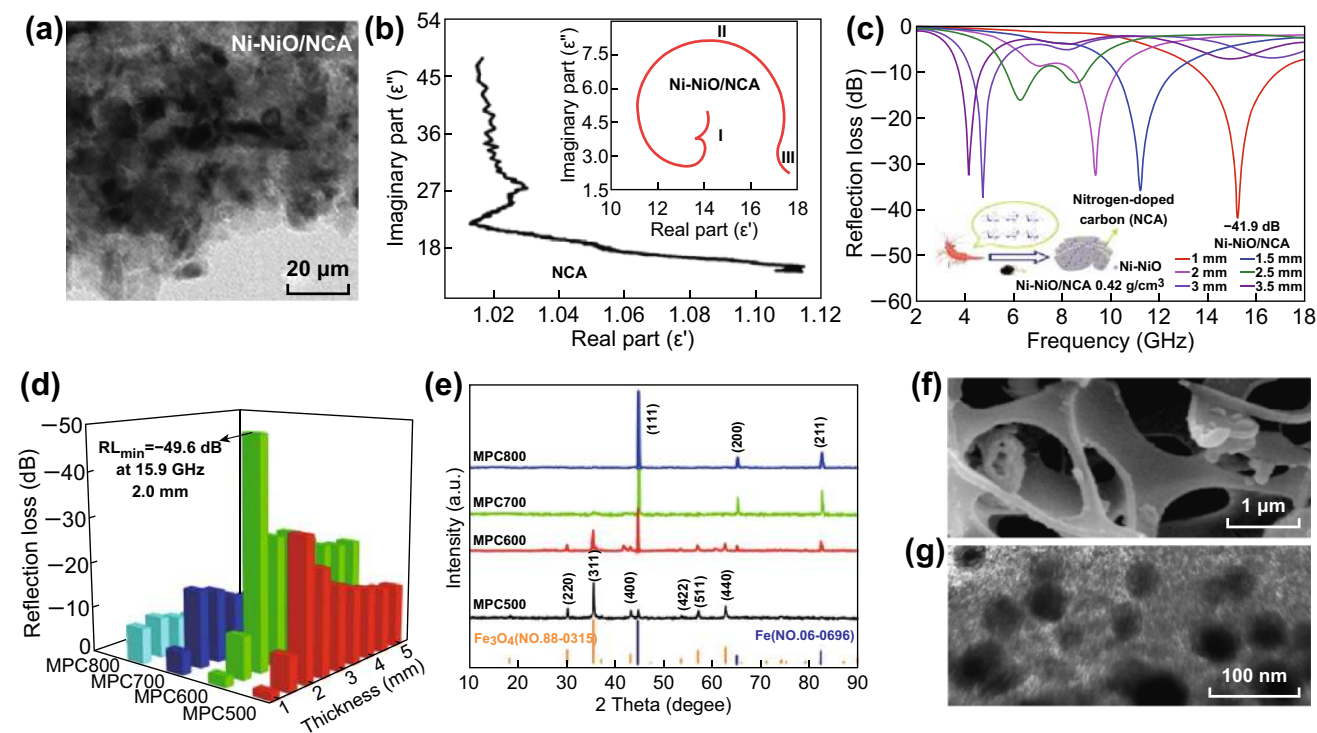 (a)
Ni-NiO/NCA
20 μm
(b)
54
45
36
27
18
Imaginary part (ε")
1.02
1.04
1.06
1.08
1.10
1.12
Real part (ε')
NCA
7.5
6.0
4.5
3.0
1.5
Imaginary part (ε")
10
12
14
16
18
Real part (ε')
Ni-NiO/NCA
I
II
III
(c)
0
−10
−20
−30
−40
−50
−60
Reflection loss (dB)
2
4
6
8
10
12
14
16
18
Frequency (GHz)
Nitrogen-doped
carbon (NCA)
Ni-NiO
Ni-NiO/NCA 0.42 g/cm³
−41.9 dB
Ni-NiO/NCA
1 mm
1.5 mm
2 mm
2.5 mm
3 mm
3.5 mm
(d)
−50
−40
−30
−20
−10
0
Reflection loss (dB)
RLmin=−49.6 dB
at 15.9 GHz
2.0 mm
MPC800
MPC700
MPC600
MPC500
1
2
3
4
5
Thickness (mm)
(e)
Intensity (a.u.)
MPC800
(111)
(200)
(211)
MPC700
MPC600
MPC500
(220)
(311)
(400)
(422)
(511)
(440)
Fe₃O₄(NO.88-0315)
Fe(NO.06-0696)
10
20
30
40
50
60
70
80
90
2 Theta (degree)
(f)
1 μm
(g)
100 nm